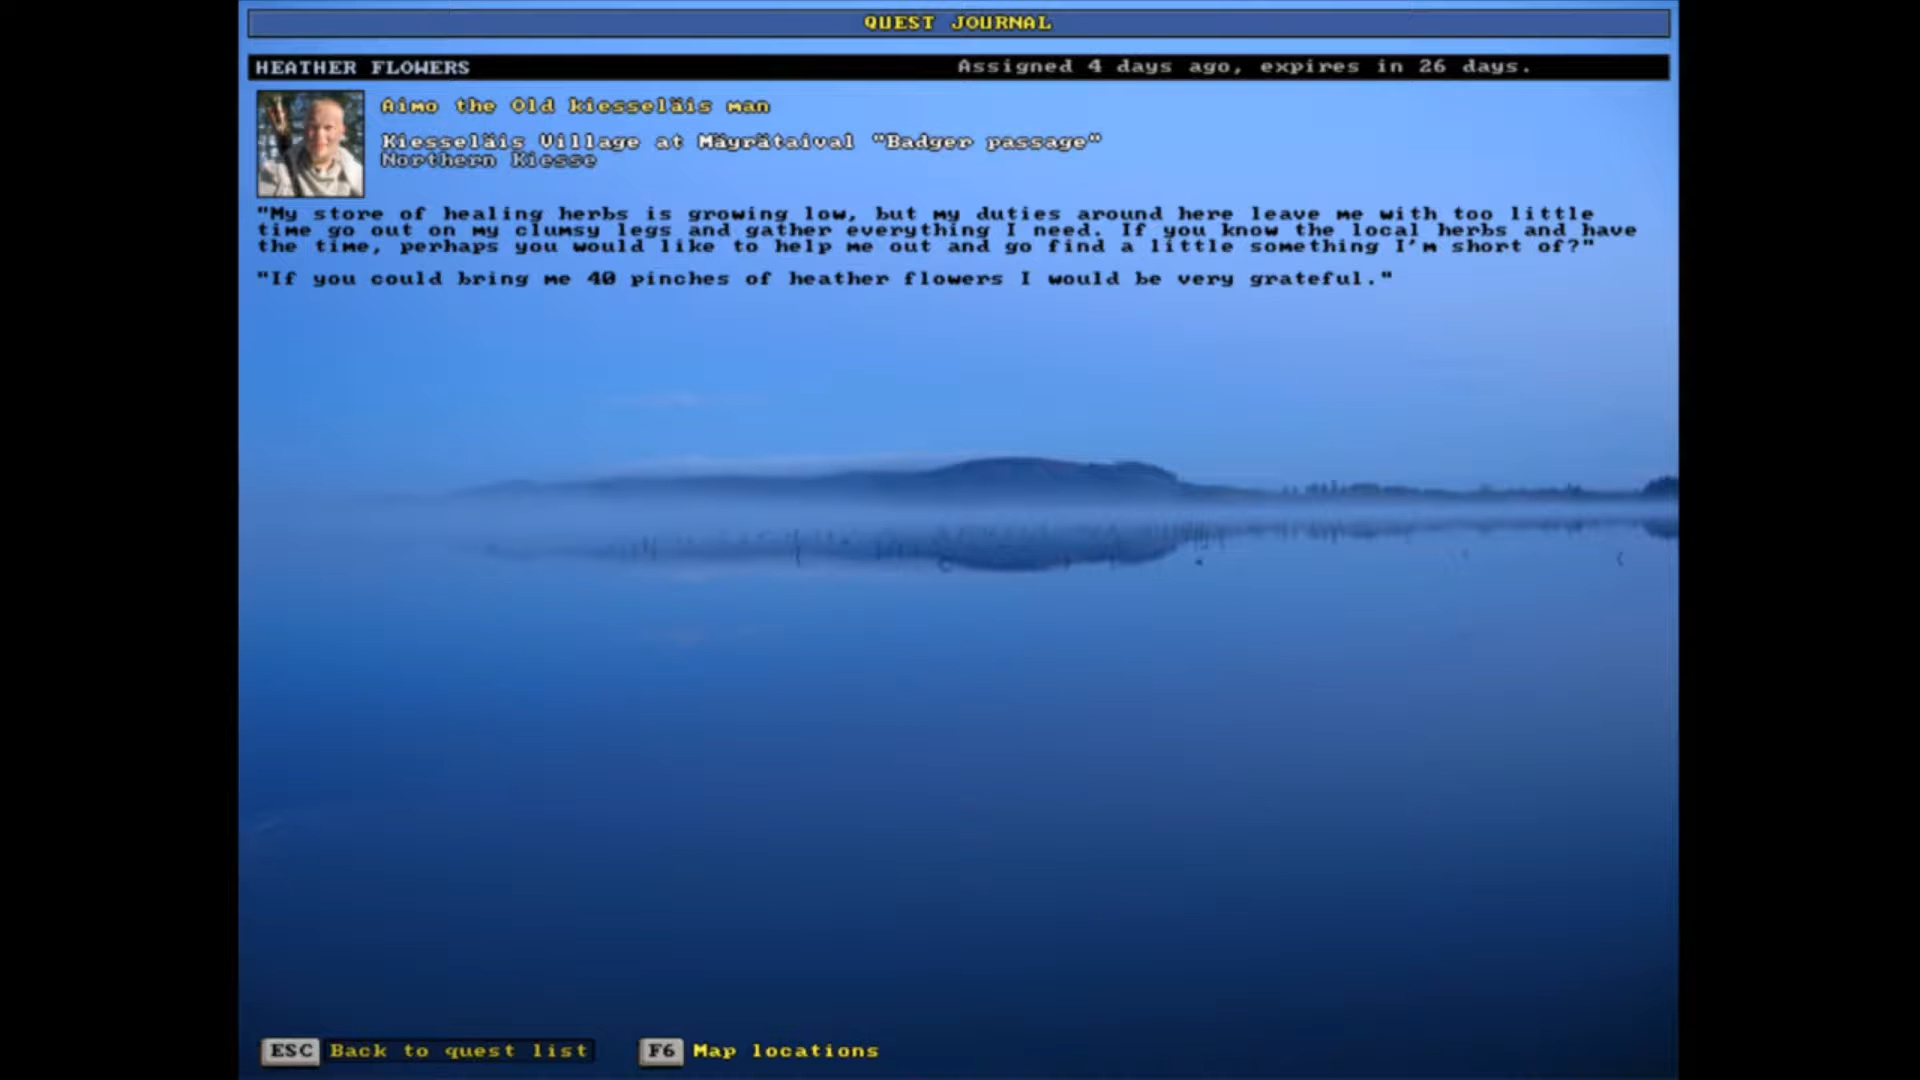 QUEST JOURNAL
HEATHER FLOWERS Assigned 4 days ago, expires in 26 days.
Aimo the Old kiesseläis man
Kiesseläis Village at Mäyrätaival "Badger passage"
Northern Kiesse
"My store of healing herbs is growing low, but my duties around here leave me with too little
time go out on my clumsy legs and gather everything I need. If you know the local herbs and have
the time, perhaps you would like to help me out and go find a little something I'm short of?"
"If you could bring me 40 pinches of heather flowers I would be very grateful."
ESC Back to quest list F6 Map locations